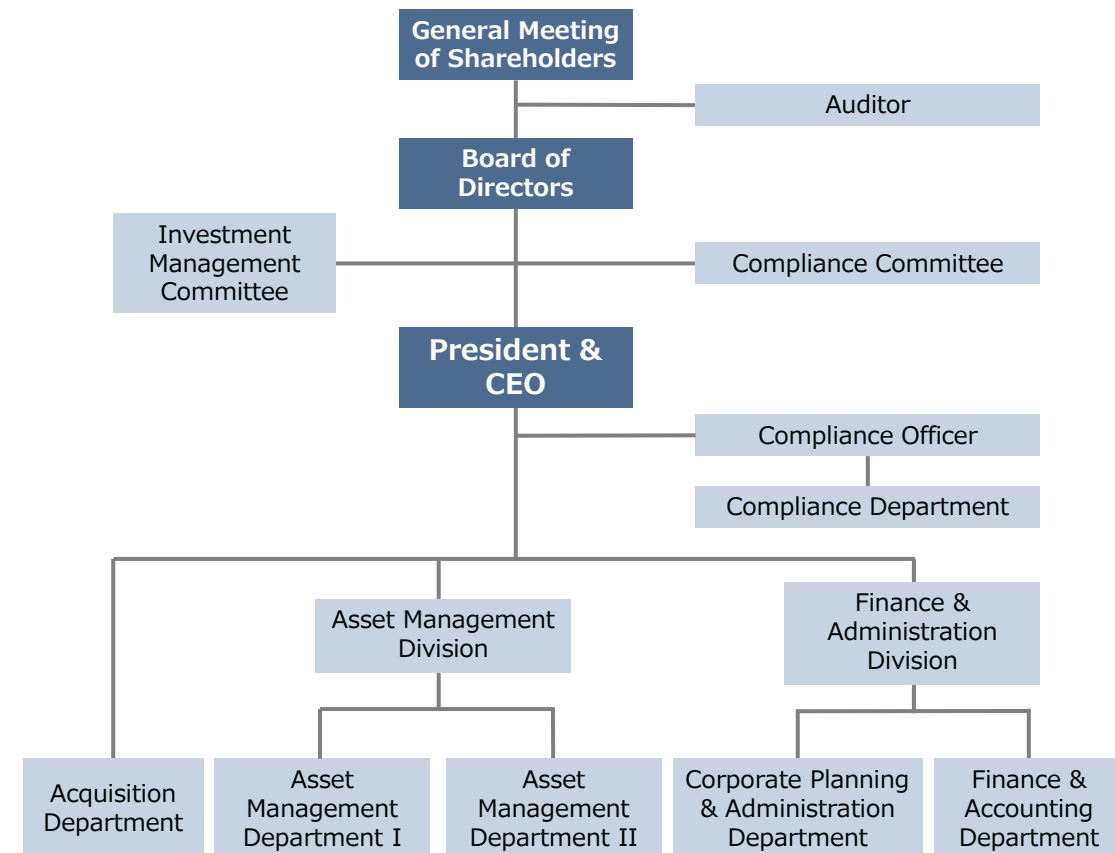 General Meeting
of Shareholders
Auditor
Board of
Directors
Investment
Management
Committee
Compliance Committee
President &
CEO
Compliance Officer
Compliance Department
Asset Management
Division
Finance &
Administration
Division
Acquisition
Department
Asset
Management
Department I
Asset
Management
Department II
Corporate Planning
& Administration
Department
Finance &
Accounting
Department